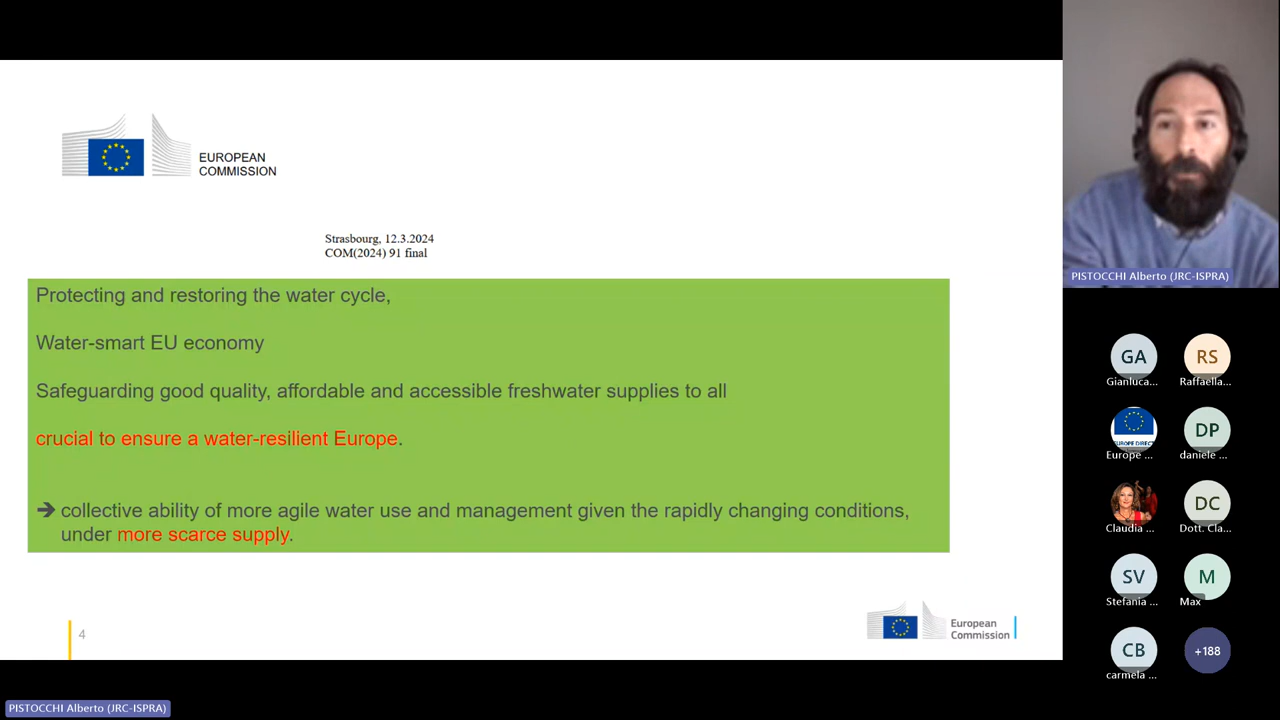 EUROPEAN
COMMISSION
Strasbourg, 12.3.2024
COM(2024) 91 final
Protecting and restoring the water cycle,
Water-smart EU economy
Safeguarding good quality, affordable and accessible freshwater supplies to all
crucial to ensure a water-resilient Europe.
➔ collective ability of more agile water use and management given the rapidly changing conditions,
under more scarce supply.
4
European
Commission
PISTOCCHI Alberto (JRC-ISPRA)
PISTOCCHI Alberto (JRC-ISPRA)
GA
RS
Gianluca...
Raffaella...
EUROPE DIRECT
DP
Europe ...
daniele ...
DC
Claudia ...
Dott. Cla...
SV
M
Stefania ...
Max
CB
+188
carmela ...